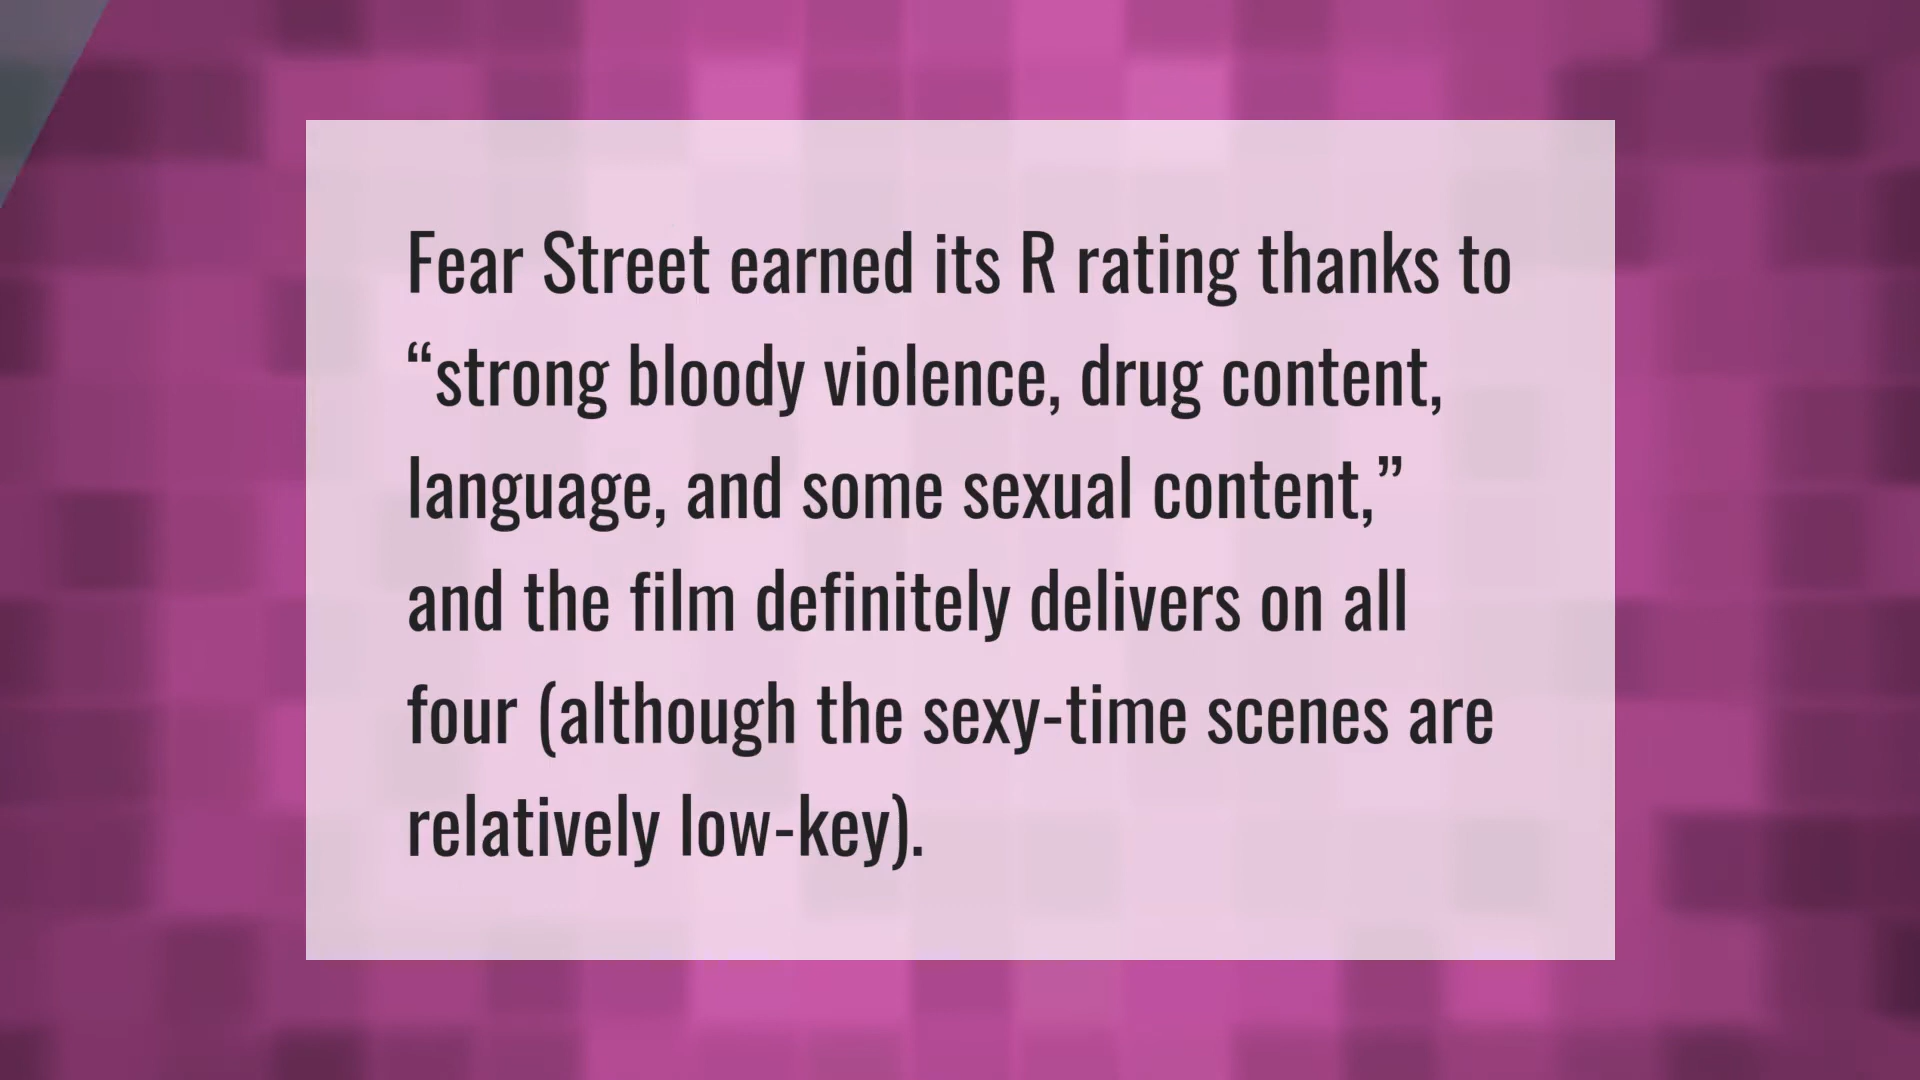 Fear Street earned its R rating thanks to
“strong bloody violence, drug content,
language, and some sexual content,”
and the film definitely delivers on all
four (although the sexy-time scenes are
relatively low-key).